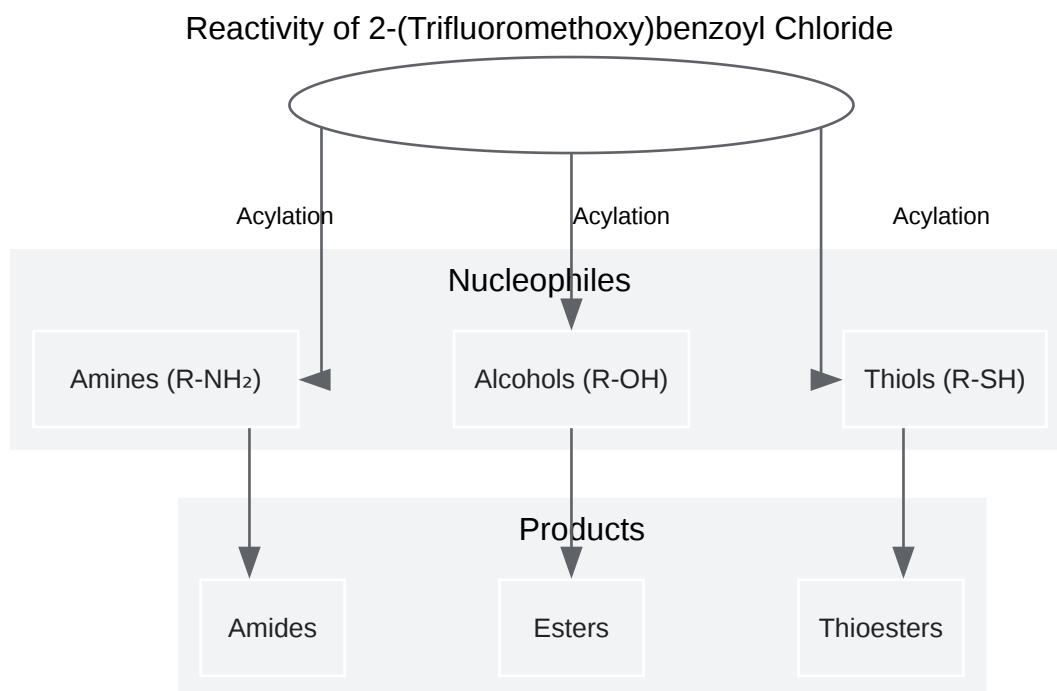 Reactivity of 2-(Trifluoromethoxy)benzoyl Chloride
Acylation
Acylation
Acylation
Nucleophiles
Amines (R-NH₂)
Alcohols (R-OH)
Thiols (R-SH)
Products
Amides
Esters
Thioesters